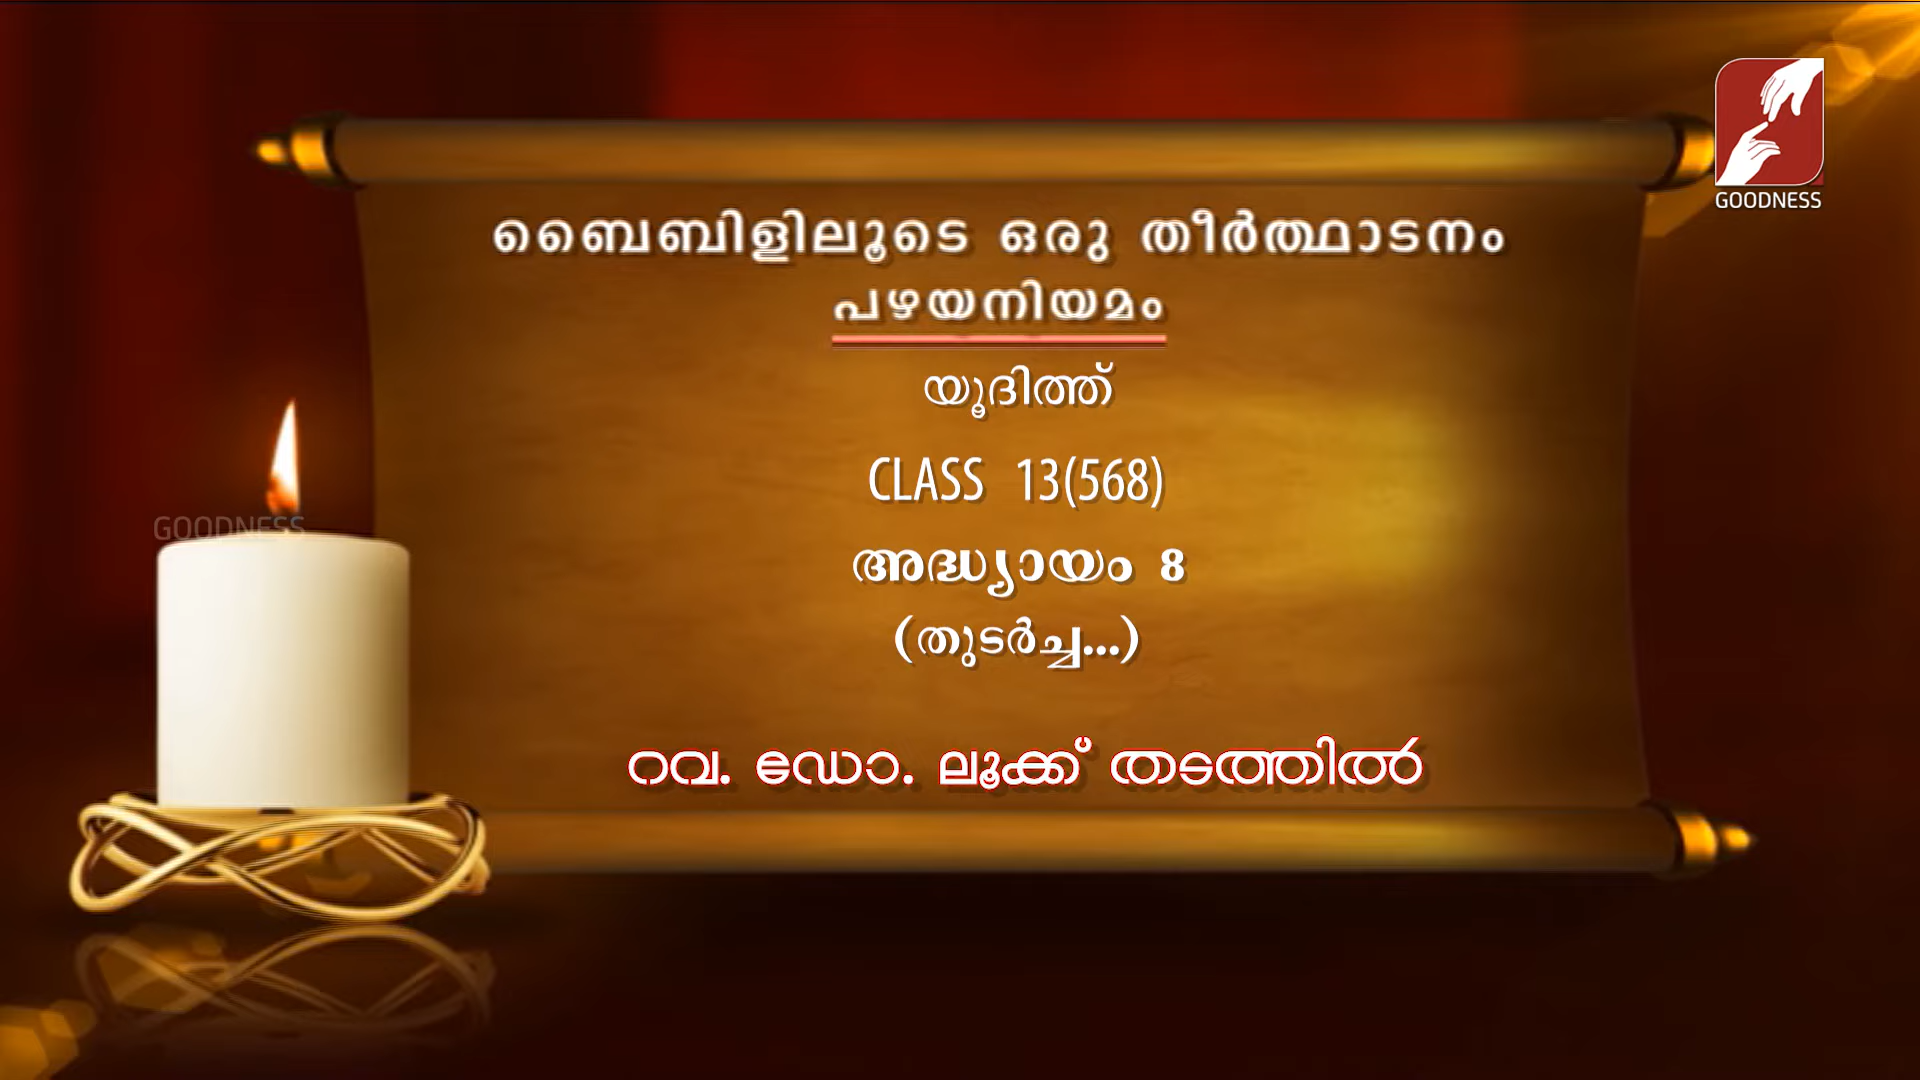 GOODNESS
ബൈബിളിലൂടെ ഒരു തീർത്ഥാടനം
പഴയനിയമം
യൂദിത്ത്
CLASS 13(568)
GOODNESS
അദ്ധ്യായം 8
(തുടർച്ച...)
റവ. ഡോ. ലൂക്ക് തടത്തിൽ